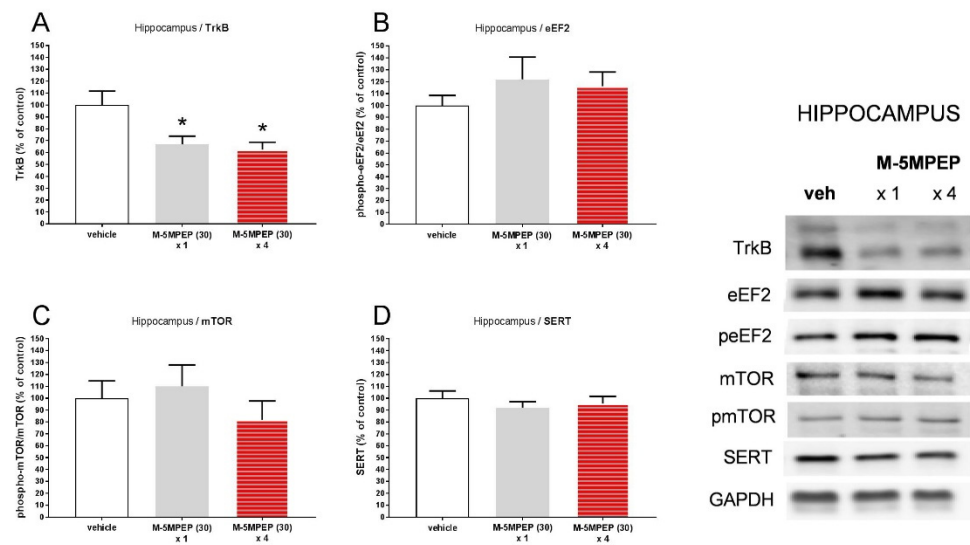 A
Hippocampus / TrkB
TrkB (% of control)
150
140
130
120
110
100
90
80
70
60
50
40
30
20
10
0
*
*
vehicle
M-5MPEP (30)
x 1
M-5MPEP (30)
x 4
B
Hippocampus / eEF2
phospho-eEF2/eEf2 (% of control)
150
140
130
120
110
100
90
80
70
60
50
40
30
20
10
0
vehicle
M-5MPEP (30)
x 1
M-5MPEP (30)
x 4
C
Hippocampus / mTOR
phospho-mTOR/mTOR (% of control)
150
140
130
120
110
100
90
80
70
60
50
40
30
20
10
0
vehicle
M-5MPEP (30)
x 1
M-5MPEP (30)
x 4
D
Hippocampus / SERT
SERT (% of control)
150
140
130
120
110
100
90
80
70
60
50
40
30
20
10
0
vehicle
M-5MPEP (30)
x 1
M-5MPEP (30)
x 4
HIPPOCAMPUS
M-5MPEP
veh x 1 x 4
TrkB
eEF2
peEF2
mTOR
pmTOR
SERT
GAPDH